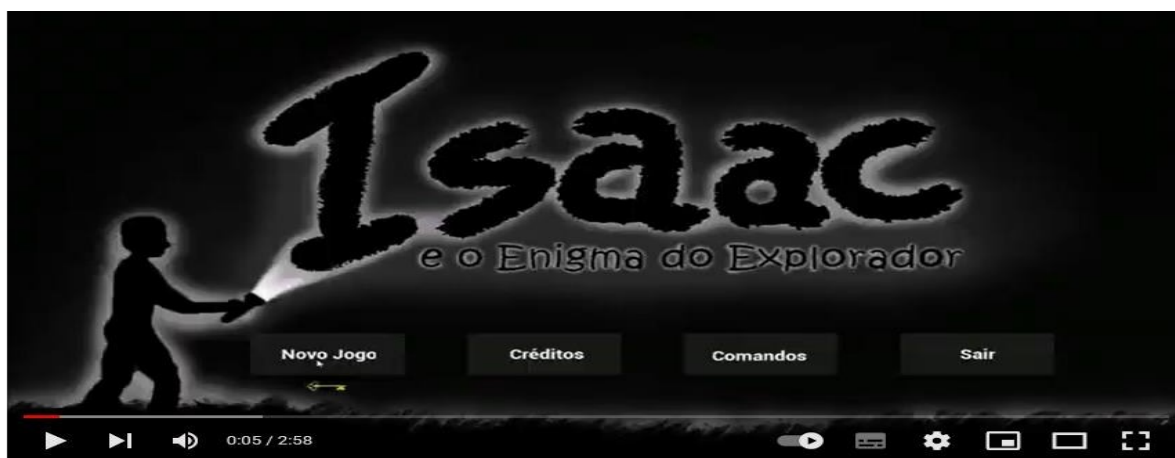 Isaac
e o Enigma do Explorador
Novo Jogo
Créditos
Comandos
Sair
0:05 / 2:58